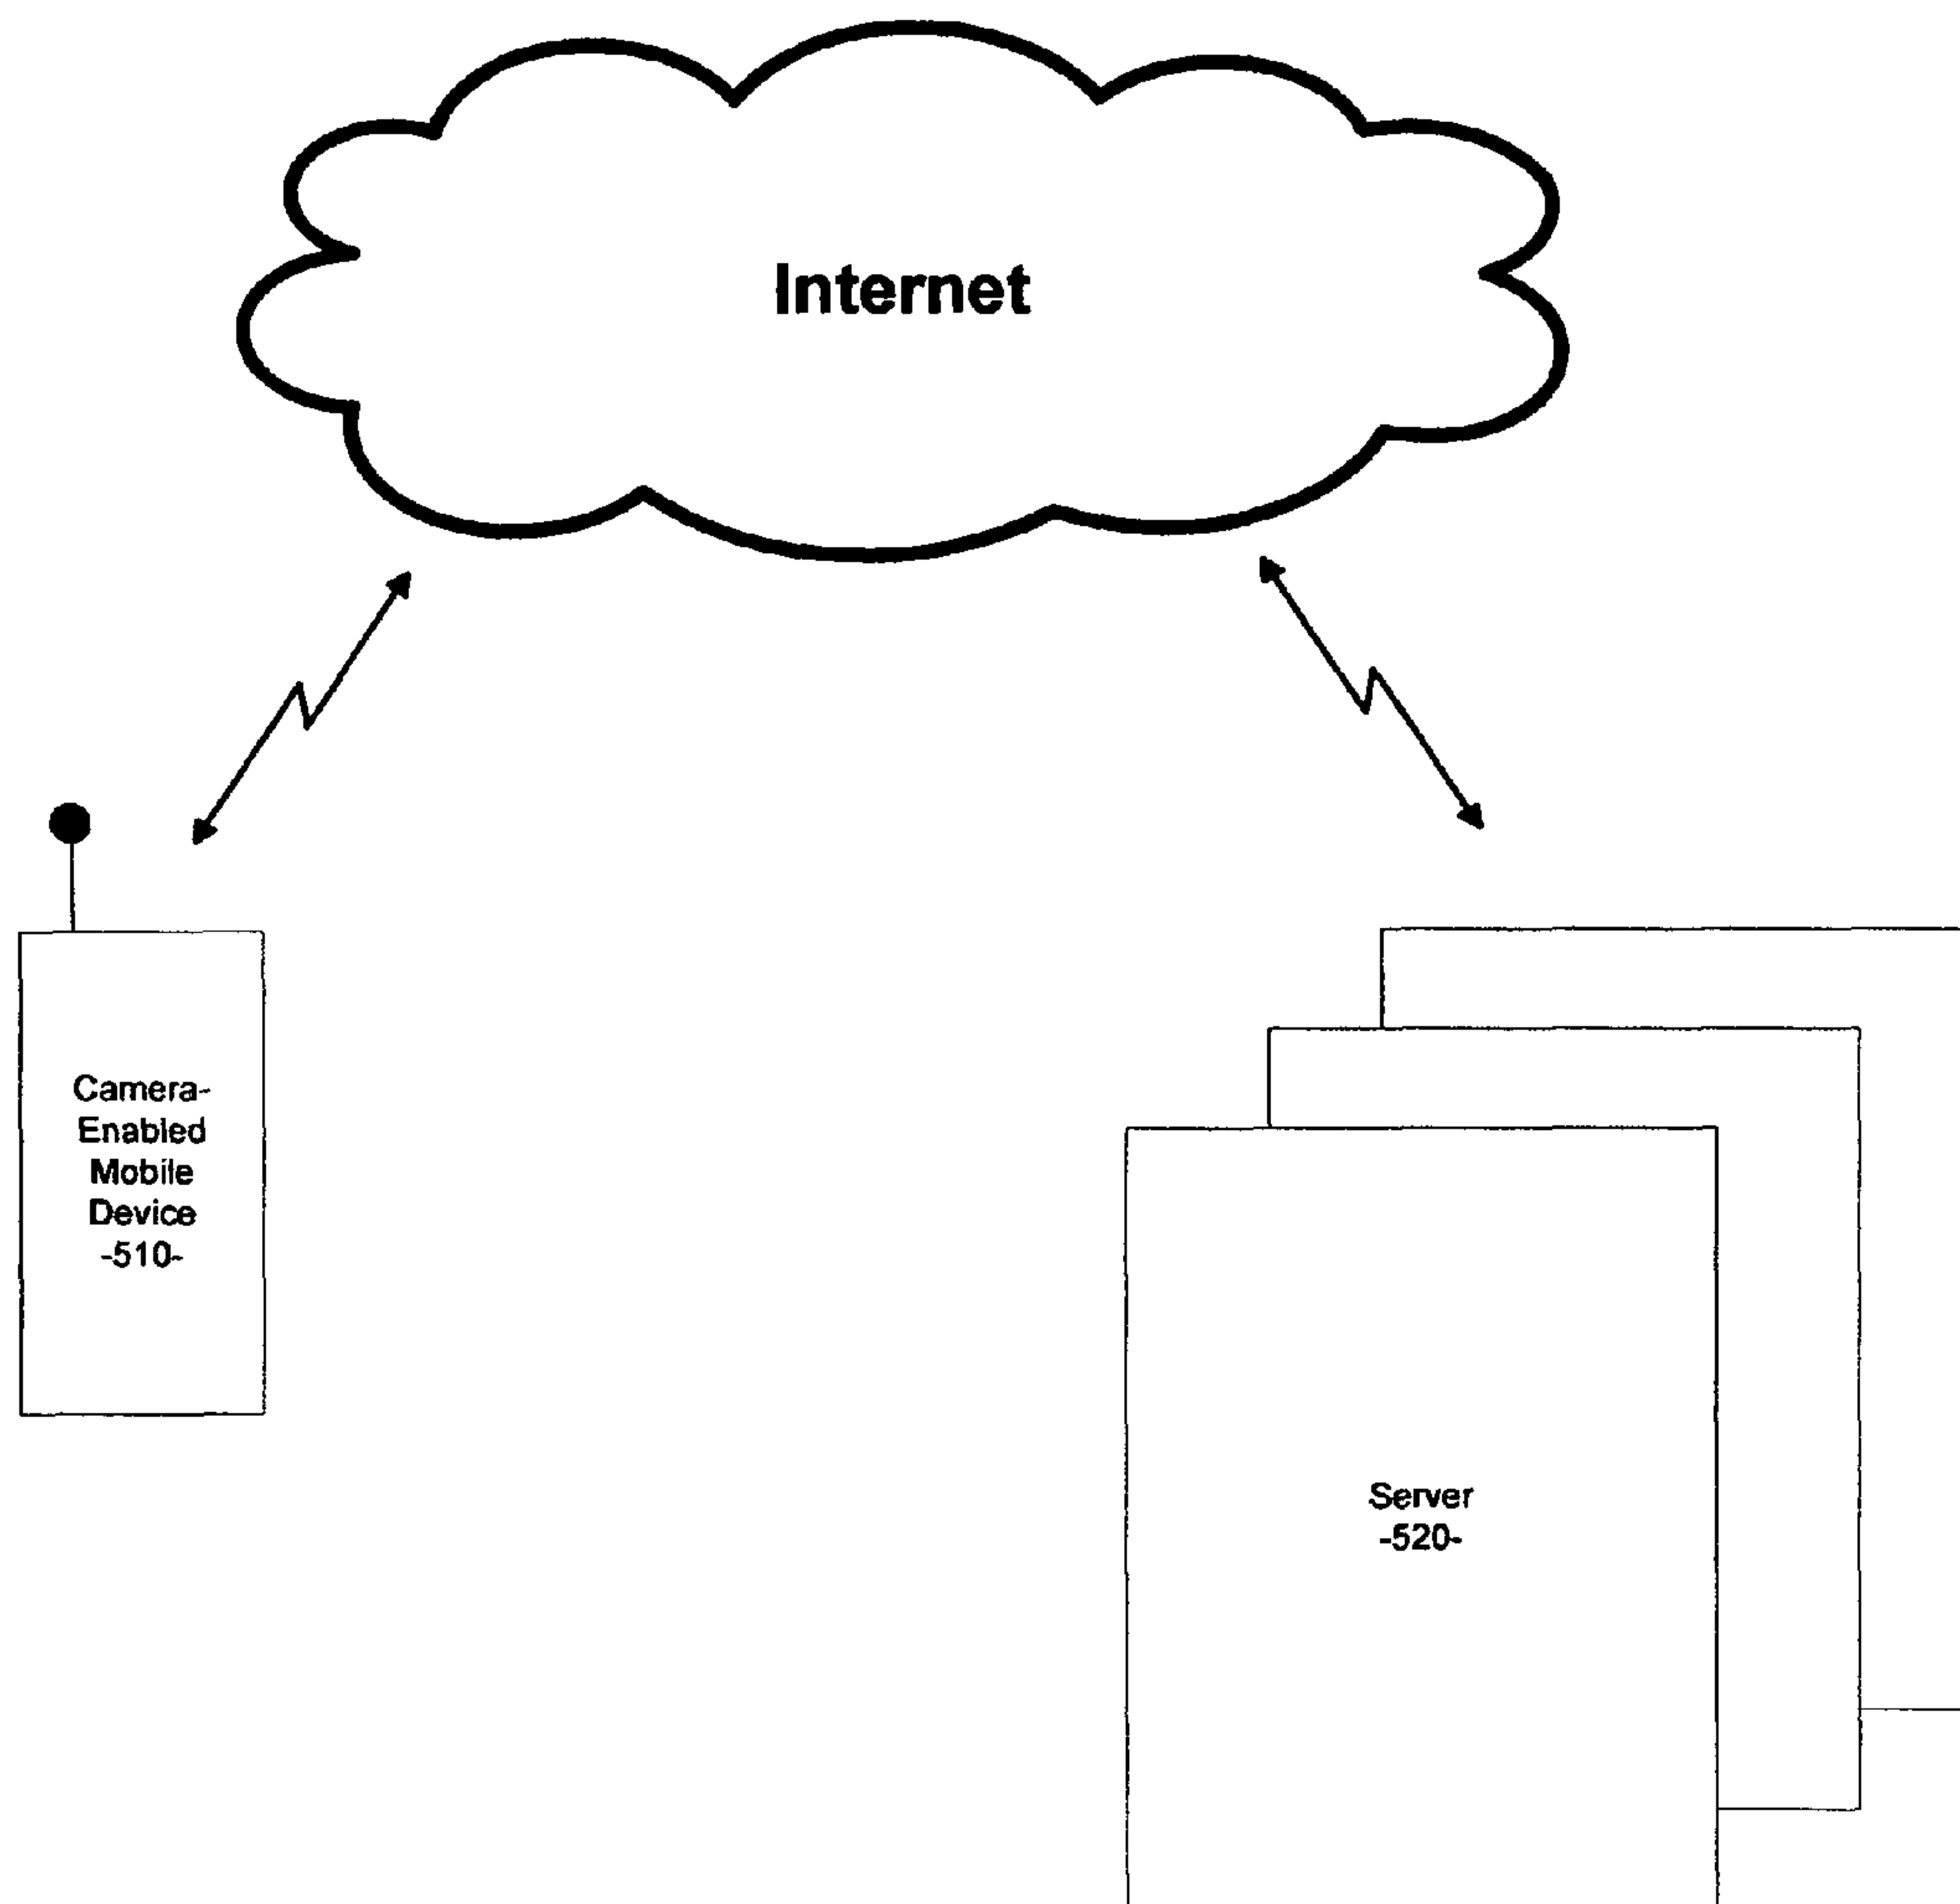 Internet
Camera-
Enabled
Mobile
Device
-510-
Server
-520-